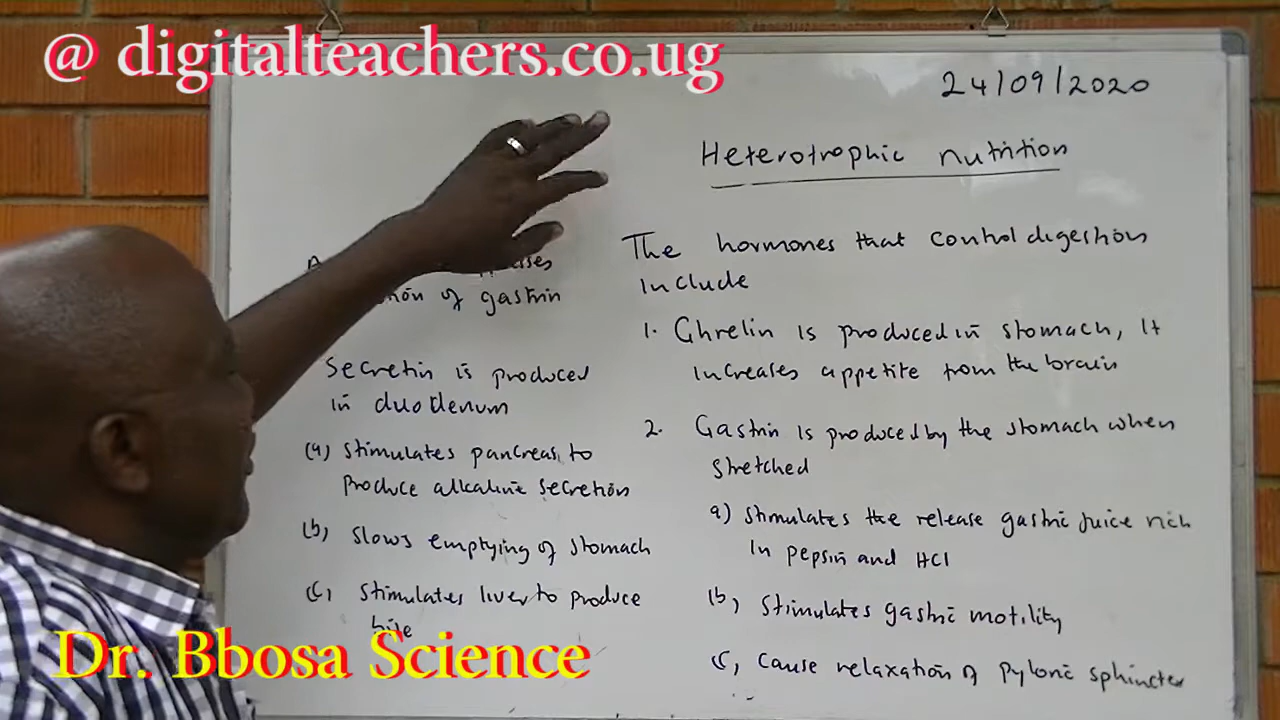 @ digitalteachers.co.ug
24/09/2020
Heterotrophic nutrition
The hormones that control digestion
include
1. Ghrelin is produced in stomach, it
increases appetite from the brain
2. Gastrin is produced by the stomach when
stretched
a) Stimulates the release gastric juice rich
in pepsin and HCl
(b) Stimulates gastric motility
(c) Cause relaxation of Pyloric sphincter
of gastrin
Secretin is produced
in duodenum
(a) Stimulates pancreas to
produce alkaline secretion
(b) Slows emptying of stomach
(c) Stimulates liver to produce
bile
Dr. Bbosa Science